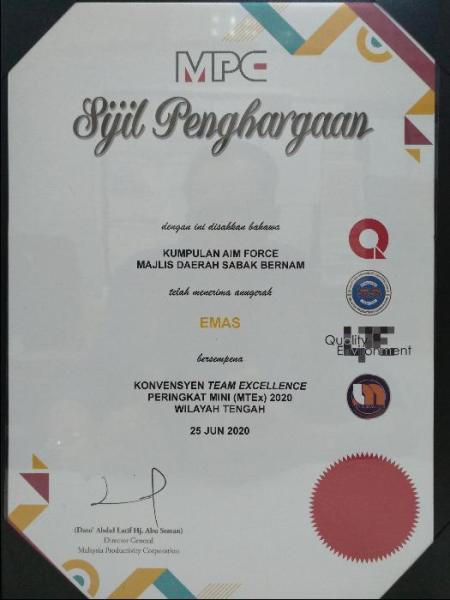 MPC
Sijil Penghargaan
dengan ini disahkan bahawa
KUMPULAN AIM FORCE
MAJLIS DAERAH SABAK BERNAM
telah menerima anugerah
EMAS
Quality
Environment
bersempena
KONVENSYEN TEAM EXCELLENCE
PERINGKAT MINI (MTEx) 2020
WILAYAH TENGAH
25 JUN 2020
(Dato' Abdul Latif Hj. Abu Seman)
Director General
Malaysia Productivity Corporation